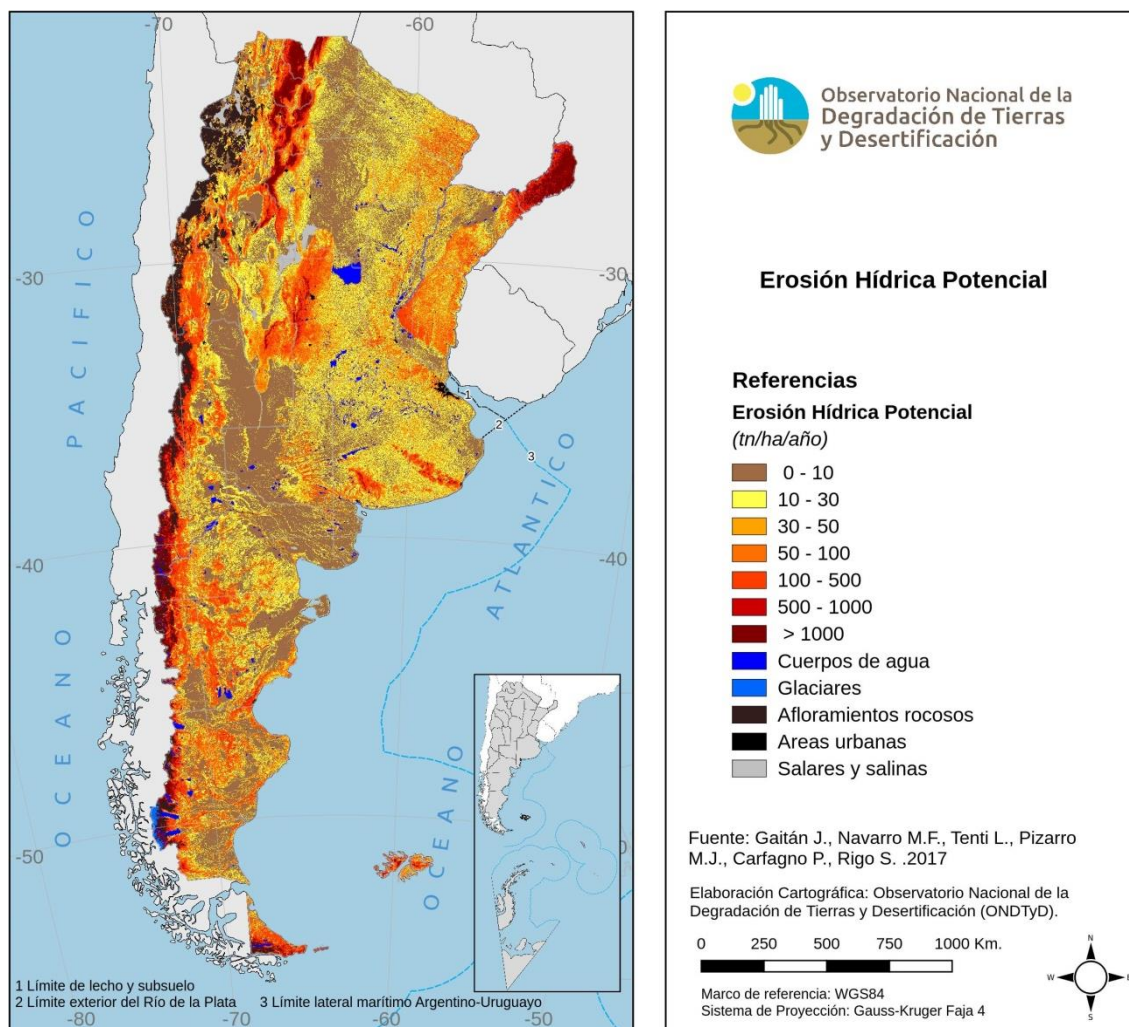 -70
-60
-30
-30
-40
-40
-50
-80
-70
-60
-50
OCEANO
PACIFICO
OCEANO
ATLANTICO
1
2
3
0
1 Límite de lecho y subsuelo
2 Límite exterior del Río de la Plata 3 Límite lateral marítimo Argentino-Uruguayo
Observatorio Nacional de la
Degradación de Tierras
y Desertificación
Erosión Hídrica Potencial
Referencias
Erosión Hídrica Potencial
(tn/ha/año)
0 - 10
10 - 30
30 - 50
50 - 100
100 - 500
500 - 1000
> 1000
Cuerpos de agua
Glaciares
Afloramientos rocosos
Areas urbanas
Salares y salinas
Fuente: Gaitán J., Navarro M.F., Tenti L., Pizarro
M.J., Carfagno P., Rigo S. .2017
Elaboración Cartográfica: Observatorio Nacional de la
Degradación de Tierras y Desertificación (ONDTyD).
0 250 500 750 1000 Km.
Marco de referencia: WGS84
Sistema de Proyección: Gauss-Kruger Faja 4
N
W E
S